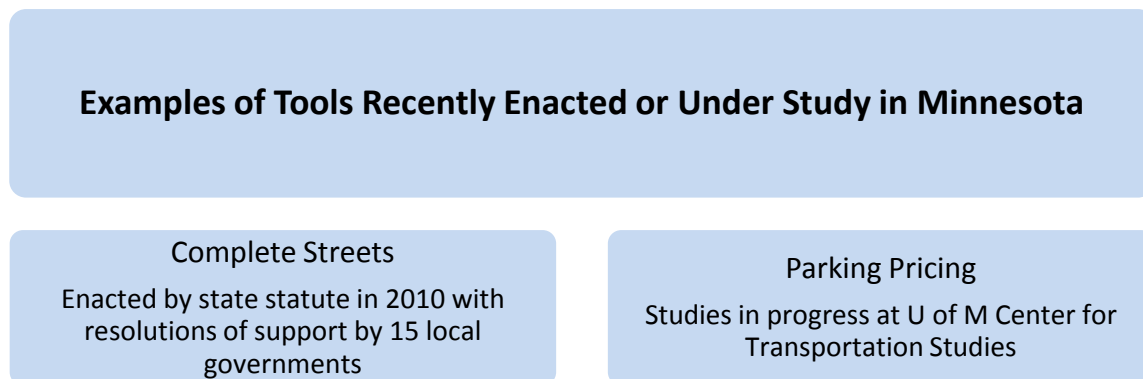 Examples of Tools Recently Enacted or Under Study in Minnesota
Complete Streets
Enacted by state statute in 2010 with
resolutions of support by 15 local
governments
Parking Pricing
Studies in progress at U of M Center for
Transportation Studies